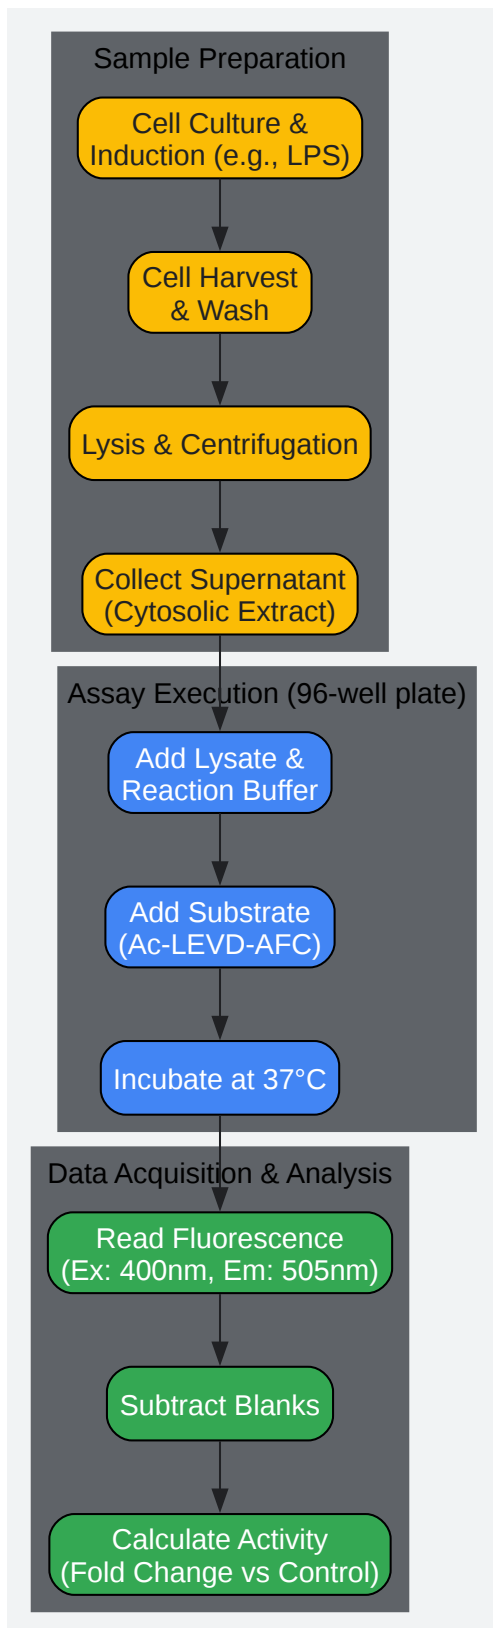 Sample Preparation
Cell Culture &
Induction (e.g., LPS)
Cell Harvest
& Wash
Lysis & Centrifugation
Collect Supernatant
(Cytosolic Extract)
Assay Execution (96-well plate)
Add Lysate &
Reaction Buffer
Add Substrate
(Ac-LEVD-AFC)
Incubate at 37°C
Data Acquisition & Analysis
Read Fluorescence
(Ex: 400nm, Em: 505nm)
Subtract Blanks
Calculate Activity
(Fold Change vs Control)